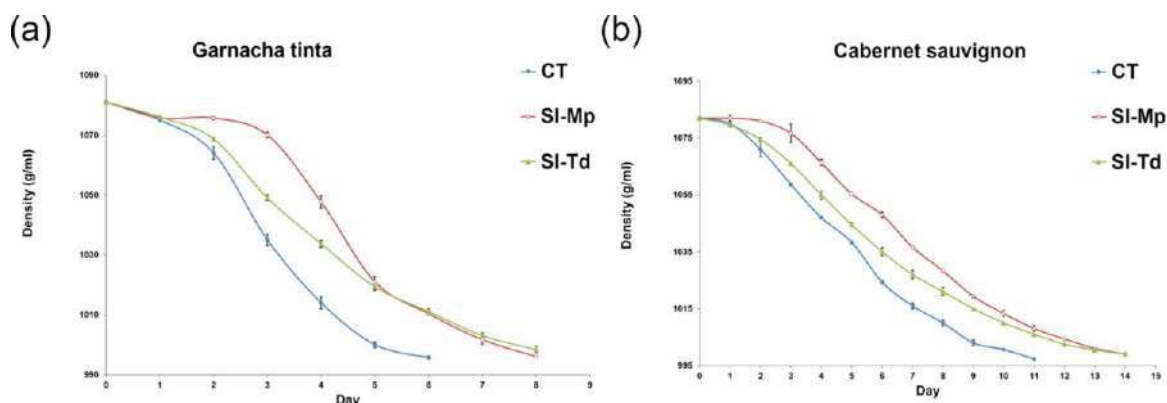 (a)
Garnacha tinta
CT
SI-Mp
SI-Td
Density (g/ml)
1090
1070
1050
1030
1010
990
0 1 2 3 4 5 6 7 8 9
Day
(b)
Cabernet sauvignon
CT
SI-Mp
SI-Td
Density (g/ml)
1095
1075
1055
1035
1015
995
0 1 2 3 4 5 6 7 8 9 10 11 12 13 14 15
Day